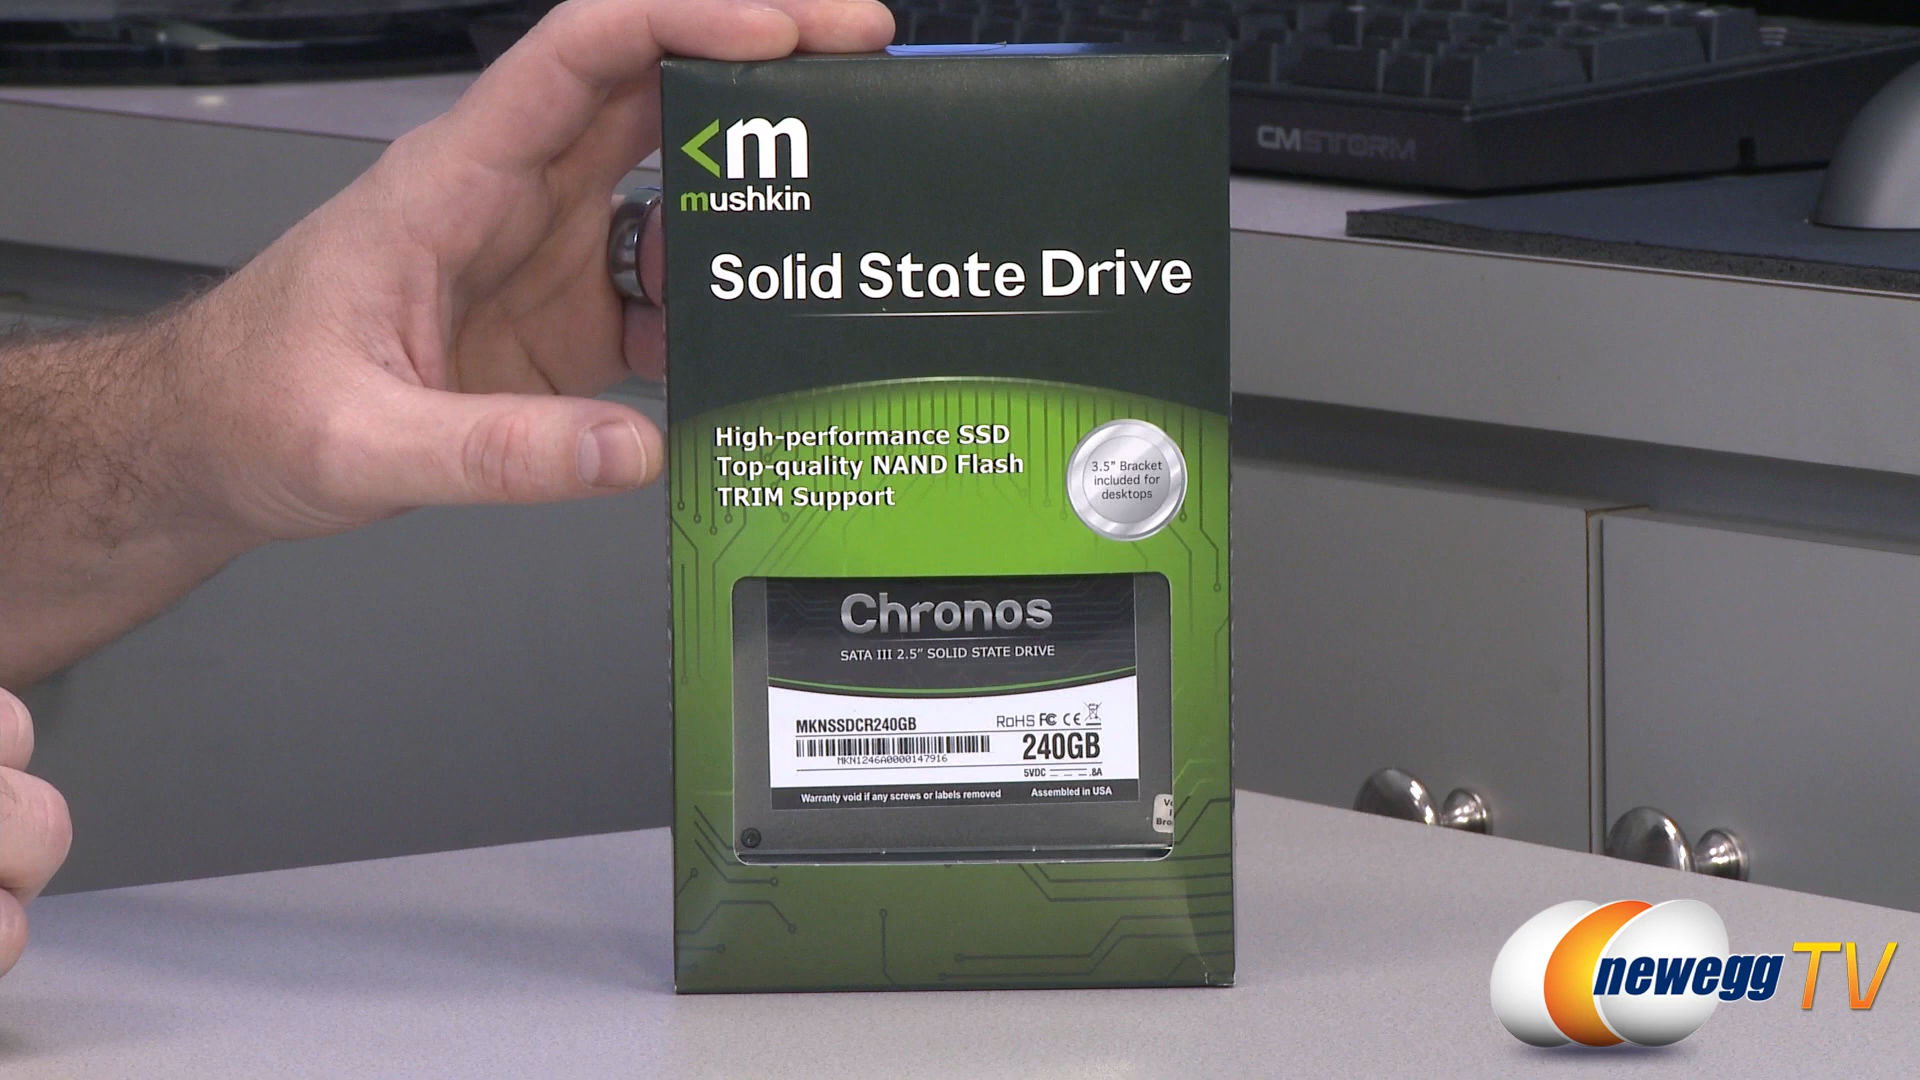 CMSTORM
m
mushkin
Solid State Drive
High-performance SSD
Top-quality NAND Flash
TRIM Support
3.5" Bracket
included for
desktops
Chronos
SATA III 2.5" SOLID STATE DRIVE
MKNSSDCR240GB
RoHS FC CE
MKN1246A0000147916
240GB
5VDC .8A
Warranty void if any screws or labels removed
Assembled in USA
newegg TV